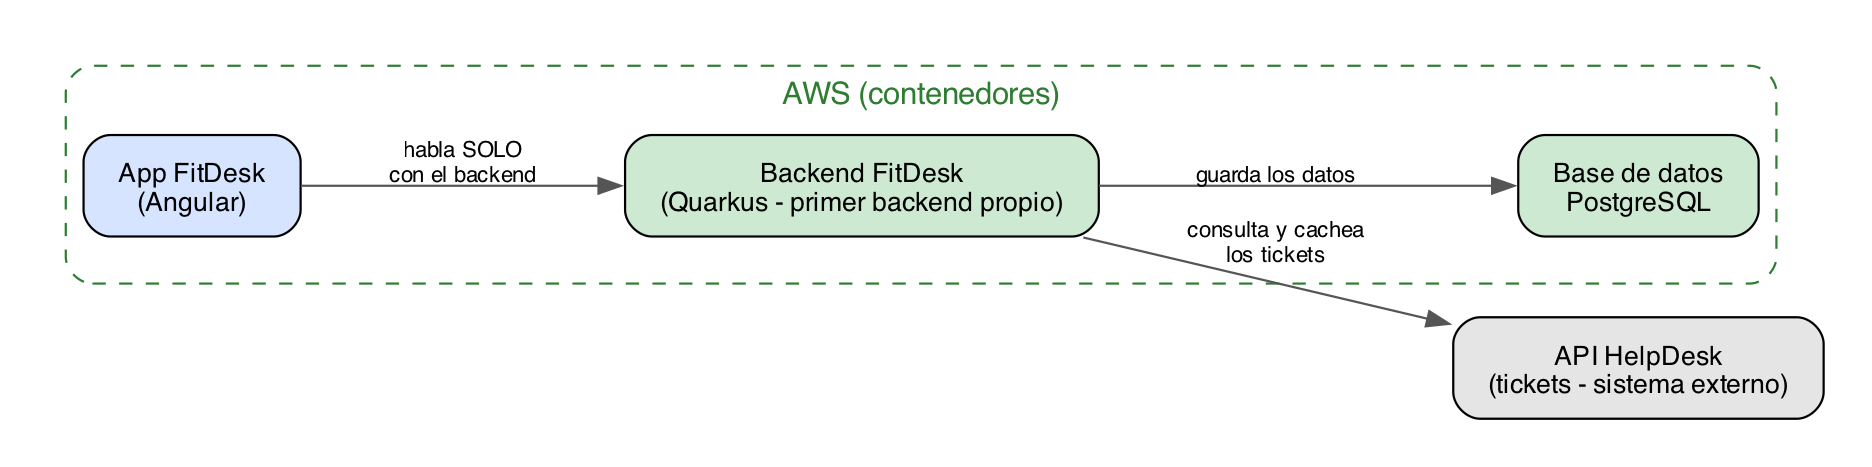 AWS (contenedores)
App FitDesk
(Angular)
habla SOLO
con el backend
Backend FitDesk
(Quarkus - primer backend propio)
guarda los datos
Base de datos
PostgreSQL
consulta y cachea
los tickets
API HelpDesk
(tickets - sistema externo)